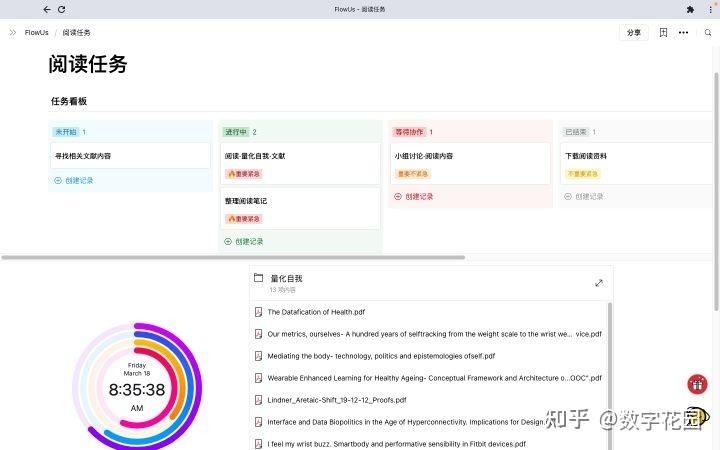 FlowUs - 阅读任务
FlowUs / 阅读任务
分享
阅读任务
任务看板
未开始 1
寻找相关文献内容
创建记录
进行中 2
阅读-量化自我-文献
🔥重要紧急
整理阅读笔记
🔥重要紧急
创建记录
等待协作 1
小组讨论-阅读内容
重要不紧急
创建记录
已结束 1
下载阅读资料
不重要紧急
创建记录
Friday
March 18
8:35:38
AM
量化自我
13 项内容
The Datafication of Health.pdf
Our metrics, ourselves- A hundred years of selftracking from the weight scale to the wrist we... vice.pdf
Mediating the body- technology, politics and epistemologies ofself.pdf
Wearable Enhanced Learning for Healthy Ageing- Conceptual Framework and Architecture o...OOC".pdf
Lindner_Aretaic-Shift_19-12-12_Proofs.pdf
Interface and Data Biopolitics in the Age of Hyperconnectivity. Implications for Design.
I feel my wrist buzz. Smartbody and performative sensibility in Fitbit devices.pdf
知乎 @数字花园